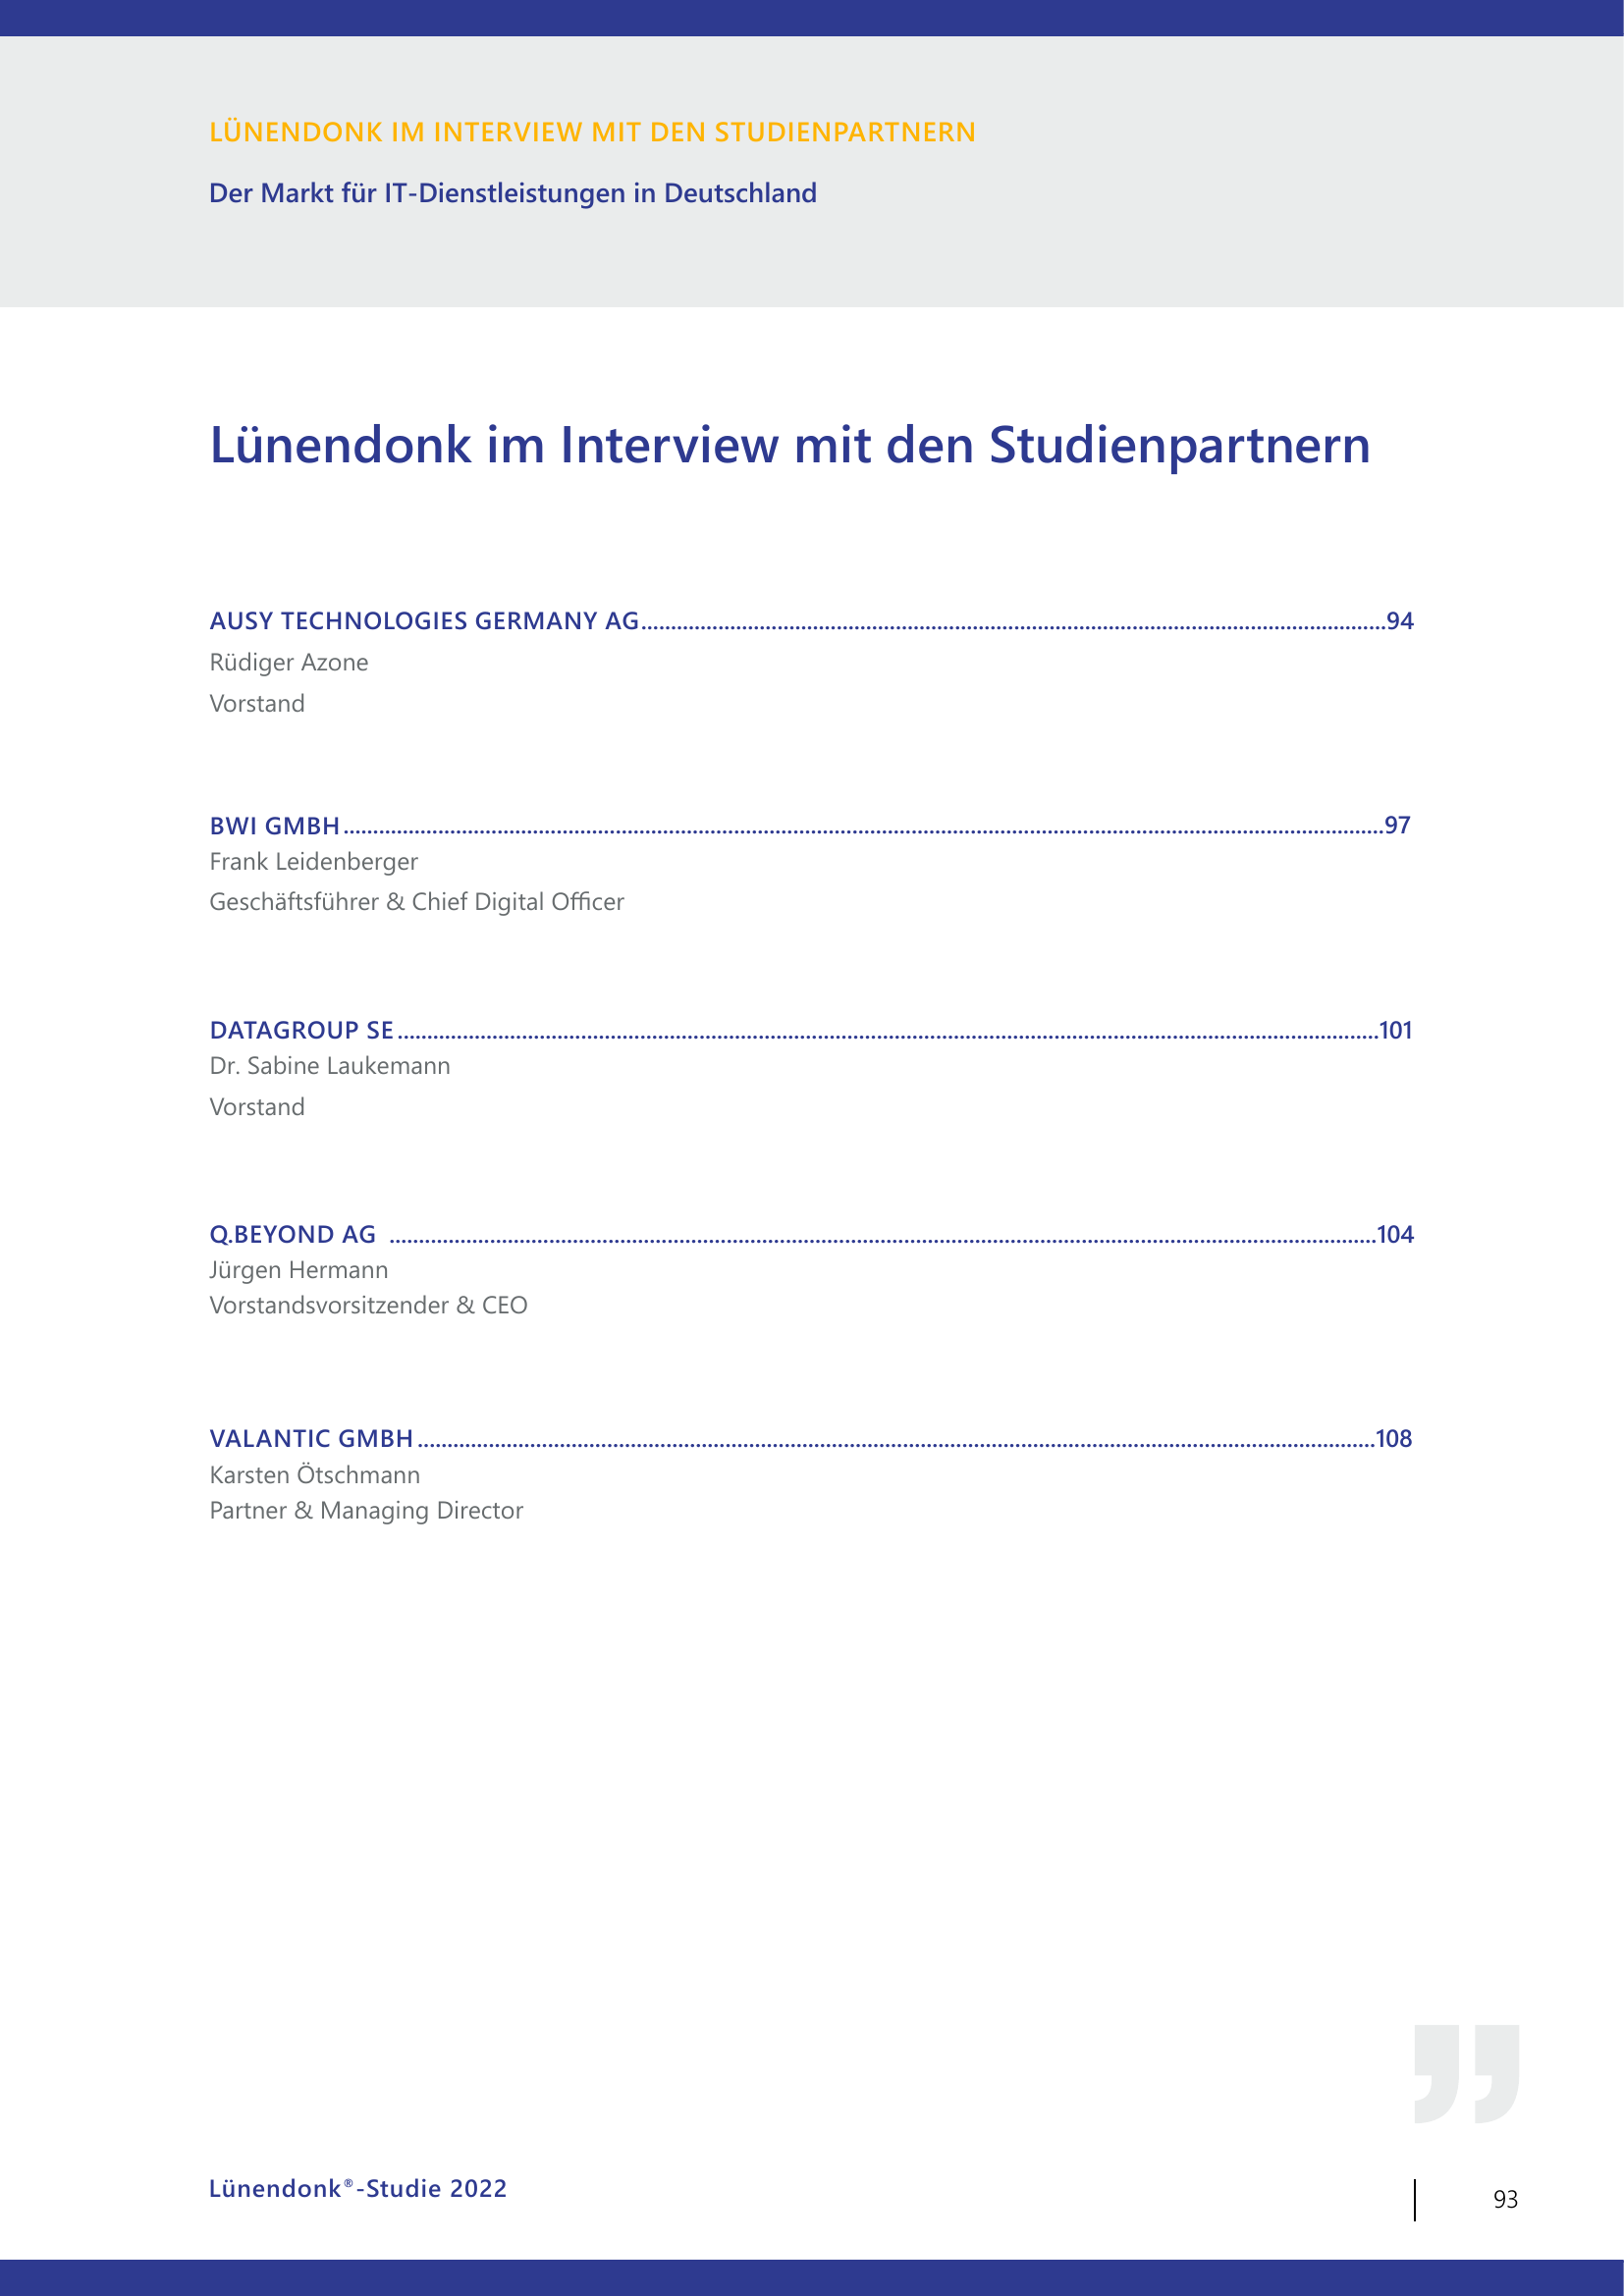 LÜNENDONK IM INTERVIEW MIT DEN STUDIENPARTNERN
Der Markt für IT-Dienstleistungen in Deutschland
Lünendonk im Interview mit den Studienpartnern
AUSY TECHNOLOGIES GERMANY AG..........94
Rüdiger Azone
Vorstand
BWI GMBH..........97
Frank Leidenberger
Geschäftsführer & Chief Digital Officer
DATAGROUP SE..........101
Dr. Sabine Laukemann
Vorstand
Q.BEYOND AG ..........104
Jürgen Hermann
Vorstandsvorsitzender & CEO
VALANTIC GMBH..........108
Karsten Ötschmann
Partner & Managing Director
”
Lünendonk®-Studie 2022
93